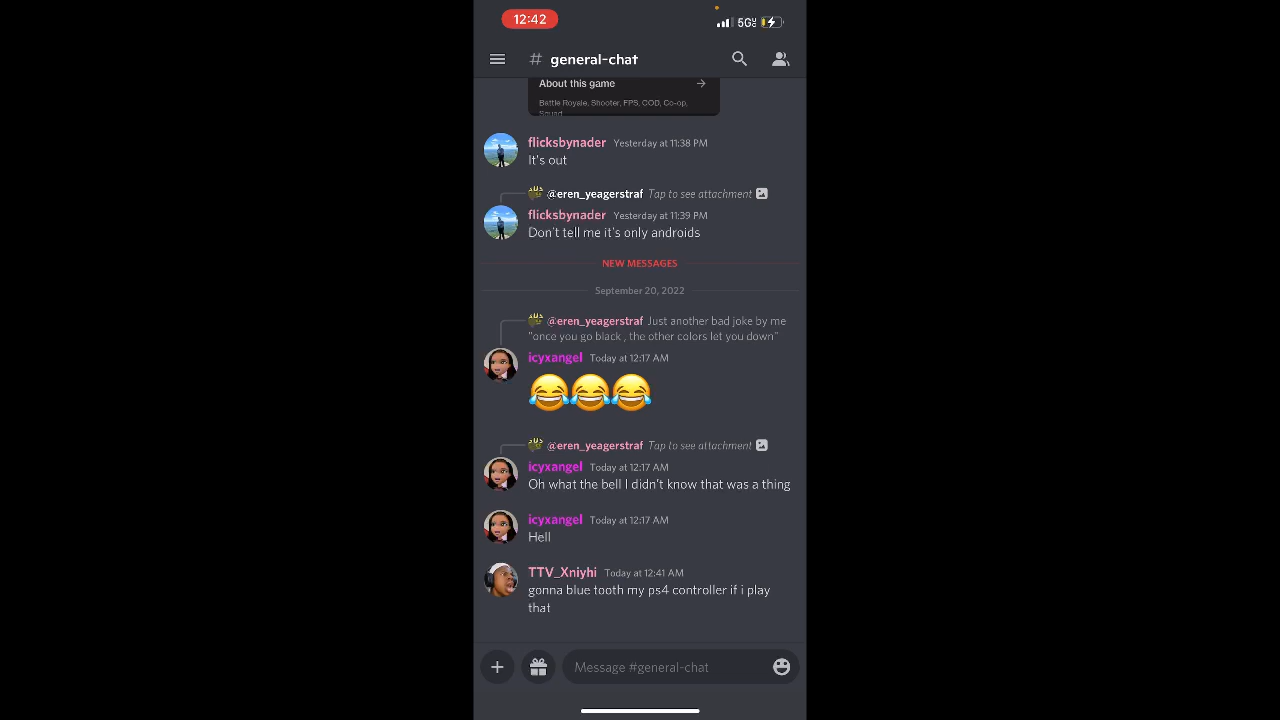 12:42
5G
# general-chat
About this game
Battle Royale, Shooter, FPS, COD, Co-op,
Squad
flicksbynader Yesterday at 11:38 PM
It's out
@eren_yeagerstraf Tap to see attachment
flicksbynader Yesterday at 11:39 PM
Don't tell me it's only androids
NEW MESSAGES
September 20, 2022
@eren_yeagerstraf Just another bad joke by me
"once you go black , the other colors let you down"
icyxangel Today at 12:17 AM
😂😂😂
@eren_yeagerstraf Tap to see attachment
icyxangel Today at 12:17 AM
Oh what the bell I didn't know that was a thing
icyxangel Today at 12:17 AM
Hell
TTV_Xniyhi Today at 12:41 AM
gonna blue tooth my ps4 controller if i play
that
Message #general-chat